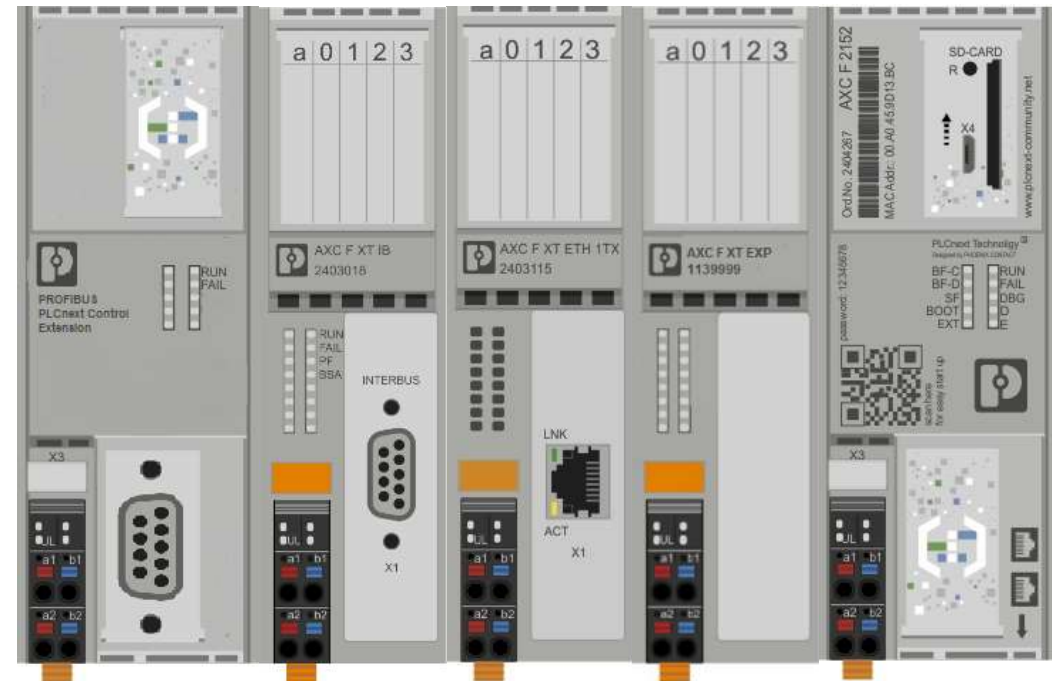 PROFIBUS
PLCnext Control
Extension
RUN
FAIL
X3
UL
a1 b1
a2 b2
a 0 1 2 3
AXC F XT IB
2403018
RUN
FAIL
PF
BSA
INTERBUS
X1
UL
a1 b1
a2 b2
a 0 1 2 3
AXC F XT ETH 1TX
2403115
LNK
ACT
X1
UL
a1 b1
a2 b2
a 0 1 2 3
AXC F XT EXP
1139999
UL
a1 b1
a2 b2
Ord.No. 2404267 AXC F 2152
MAC Addr.: 00.A0.45.9D13.BC
SD-CARD
R
X4
www.plcnext-community.net
PLCnext Technoligy
Designed by PHOENIX CONTACT
password: 12345678
BF-C
BF-D
SF
BOOT
EXT
RUN
FAIL
DBG
D
E
scan here
for easy start up
X3
UL
a1 b1
a2 b2